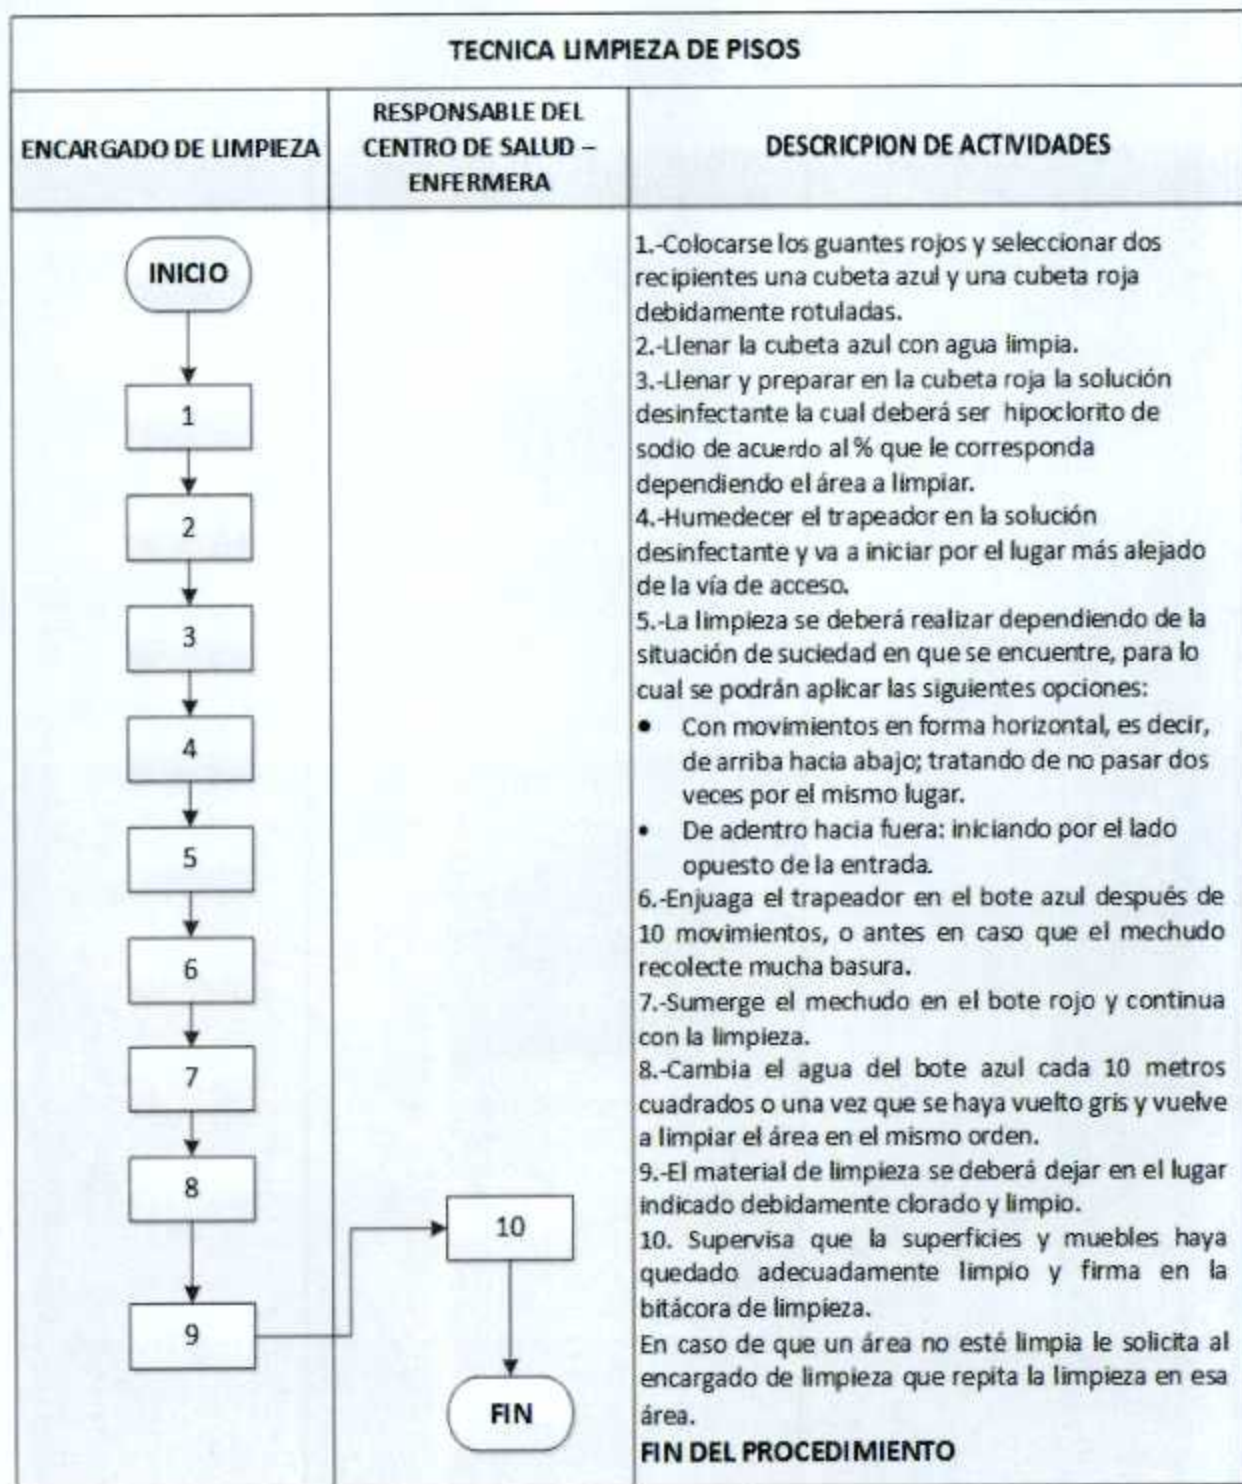 TECNICA LIMPIEZA DE PISOS
ENCARGADO DE LIMPIEZA
RESPONSABLE DEL
CENTRO DE SALUD –
ENFERMERA
DESCRICPION DE ACTIVIDADES
INICIO
1
2
3
4
5
6
7
8
9
10
FIN
1.-Colocarse los guantes rojos y seleccionar dos
recipientes una cubeta azul y una cubeta roja
debidamente rotuladas.
2.-Llenar la cubeta azul con agua limpia.
3.-Llenar y preparar en la cubeta roja la solución
desinfectante la cual deberá ser hipoclorito de
sodio de acuerdo al % que le corresponda
dependiendo el área a limpiar.
4.-Humedecer el trapeador en la solución
desinfectante y va a iniciar por el lugar más alejado
de la vía de acceso.
5.-La limpieza se deberá realizar dependiendo de la
situación de suciedad en que se encuentre, para lo
cual se podrán aplicar las siguientes opciones:
• Con movimientos en forma horizontal, es decir,
de arriba hacia abajo; tratando de no pasar dos
veces por el mismo lugar.
• De adentro hacia fuera: iniciando por el lado
opuesto de la entrada.
6.-Enjuaga el trapeador en el bote azul después de
10 movimientos, o antes en caso que el mechudo
recolecte mucha basura.
7.-Sumerge el mechudo en el bote rojo y continua
con la limpieza.
8.-Cambia el agua del bote azul cada 10 metros
cuadrados o una vez que se haya vuelto gris y vuelve
a limpiar el área en el mismo orden.
9.-El material de limpieza se deberá dejar en el lugar
indicado debidamente clorado y limpio.
10. Supervisa que la superficies y muebles haya
quedado adecuadamente limpio y firma en la
bitácora de limpieza.
En caso de que un área no esté limpia le solicita al
encargado de limpieza que repita la limpieza en esa
área.
FIN DEL PROCEDIMIENTO